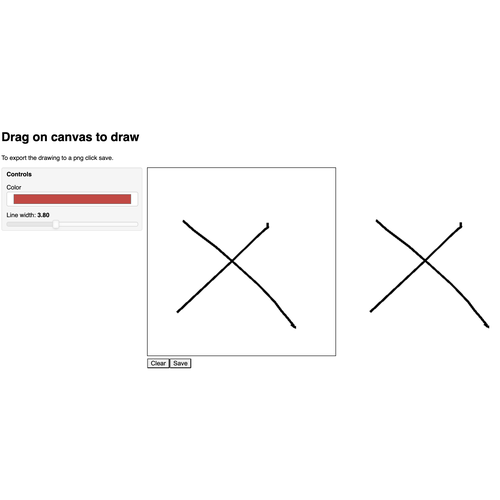 Drag on canvas to draw
To export the drawing to a png click save.
Controls
Color
Line width: 3.80
Clear Save